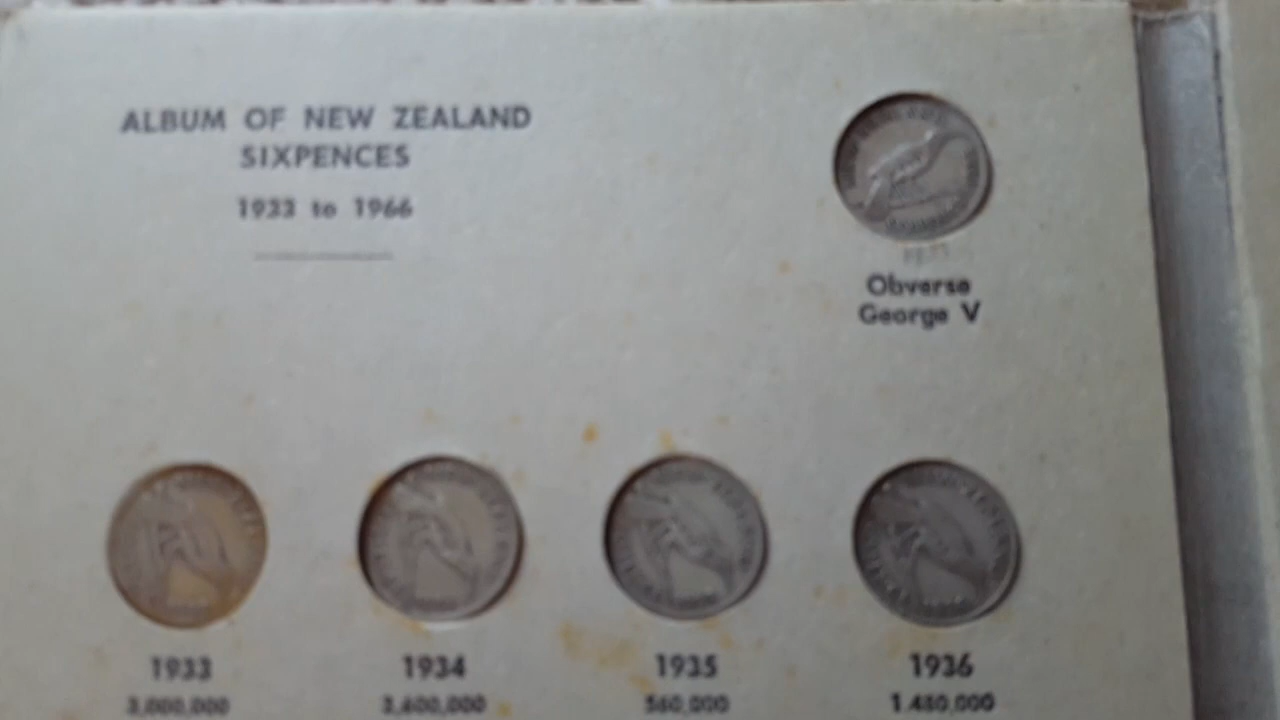 ALBUM OF NEW ZEALAND
SIXPENCES
1933 to 1966
Obverse
George V
1933
1934
1935
1936
3,000,000
3,600,000
560,000
1 480,000